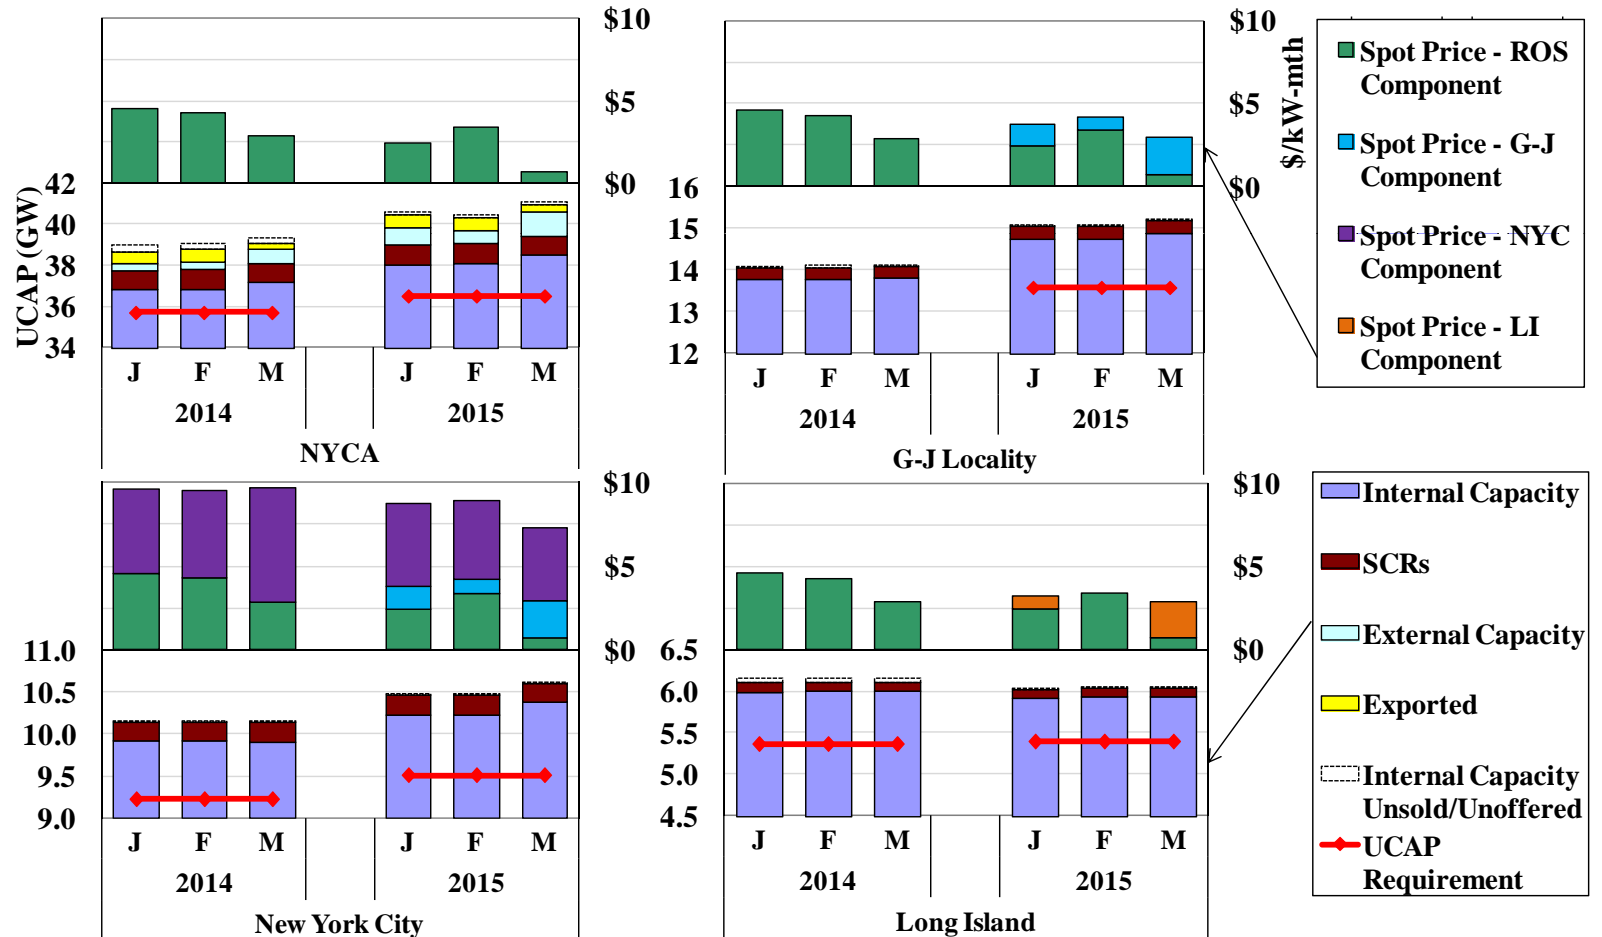 $10
$5
$0
UCAP (GW)
42
40
38
36
34
J F M J F M
2014 2015
NYCA
$10
$5
$0
$/kW-mth
16
15
14
13
12
J F M J F M
2014 2015
G-J Locality
Spot Price - ROS
Component
Spot Price - G-J
Component
Spot Price - NYC
Component
Spot Price - LI
Component
$10
$5
$0
11.0
10.5
10.0
9.5
9.0
J F M J F M
2014 2015
New York City
$10
$5
$0
6.5
6.0
5.5
5.0
4.5
J F M J F M
2014 2015
Long Island
Internal Capacity
SCRs
External Capacity
Exported
Internal Capacity
Unsold/Unoffered
UCAP
Requirement